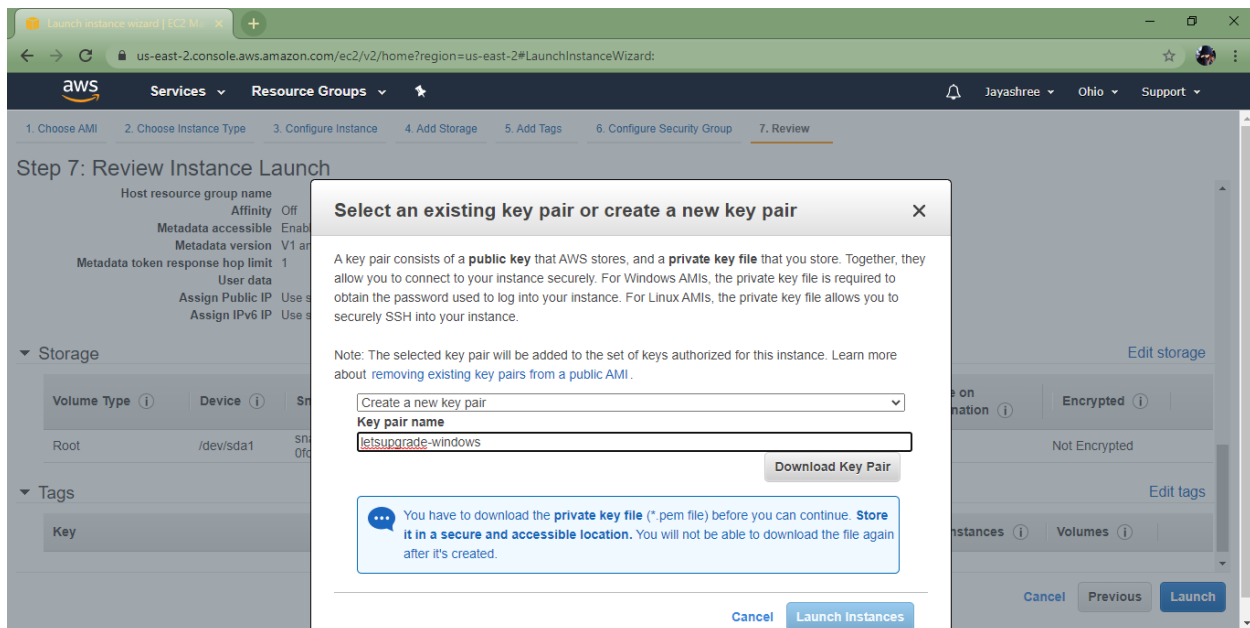 Launch instance wizard | EC2 M
us-east-2.console.aws.amazon.com/ec2/v2/home?region=us-east-2#LaunchInstanceWizard:
aws Services Resource Groups Jayashree Ohio Support
1. Choose AMI 2. Choose Instance Type 3. Configure Instance 4. Add Storage 5. Add Tags 6. Configure Security Group 7. Review
Step 7: Review Instance Launch
Host resource group name
Affinity Off
Metadata accessible Enabl
Metadata version V1 an
Metadata token response hop limit 1
User data
Assign Public IP Use s
Assign IPv6 IP Use s
Storage
Edit storage
Volume Type Device Sn
Root /dev/sda1 sna
0fc
e on
nation
Encrypted
Not Encrypted
Tags
Edit tags
Key
nstances Volumes
Select an existing key pair or create a new key pair
A key pair consists of a public key that AWS stores, and a private key file that you store. Together, they
allow you to connect to your instance securely. For Windows AMIs, the private key file is required to
obtain the password used to log into your instance. For Linux AMIs, the private key file allows you to
securely SSH into your instance.
Note: The selected key pair will be added to the set of keys authorized for this instance. Learn more
about removing existing key pairs from a public AMI .
Create a new key pair
Key pair name
letsupgrade-windows
Download Key Pair
You have to download the private key file (*.pem file) before you can continue. Store
it in a secure and accessible location. You will not be able to download the file again
after it's created.
Cancel Launch Instances
Cancel Previous Launch